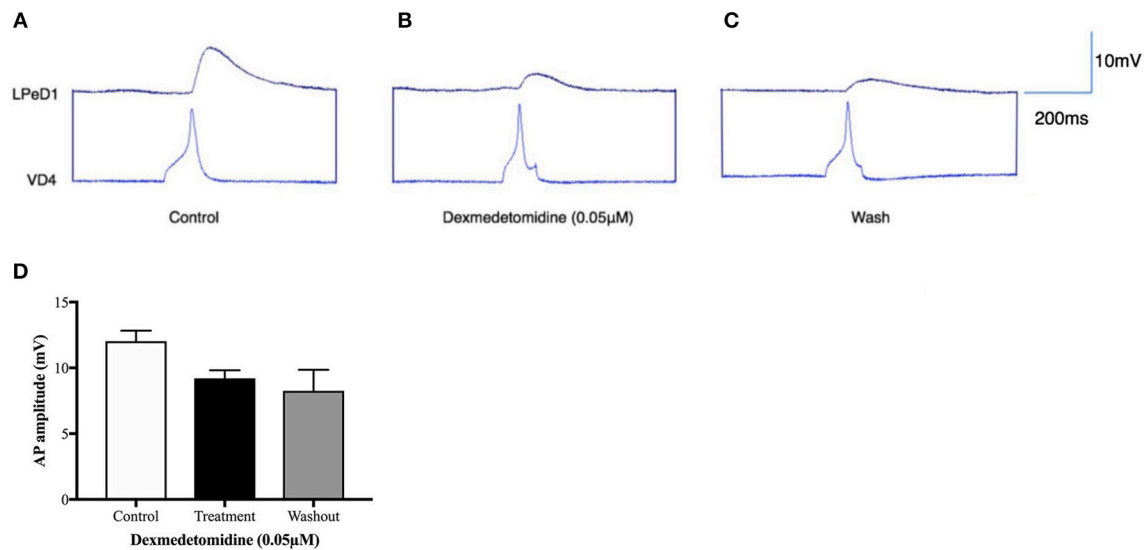 A
B
C
LPeD1
10mV
200ms
VD4
Control
Dexmedetomidine (0.05µM)
Wash
D
AP amplitude (mV)
15
10
5
0
Control
Treatment
Washout
Dexmedetomidine (0.05µM)